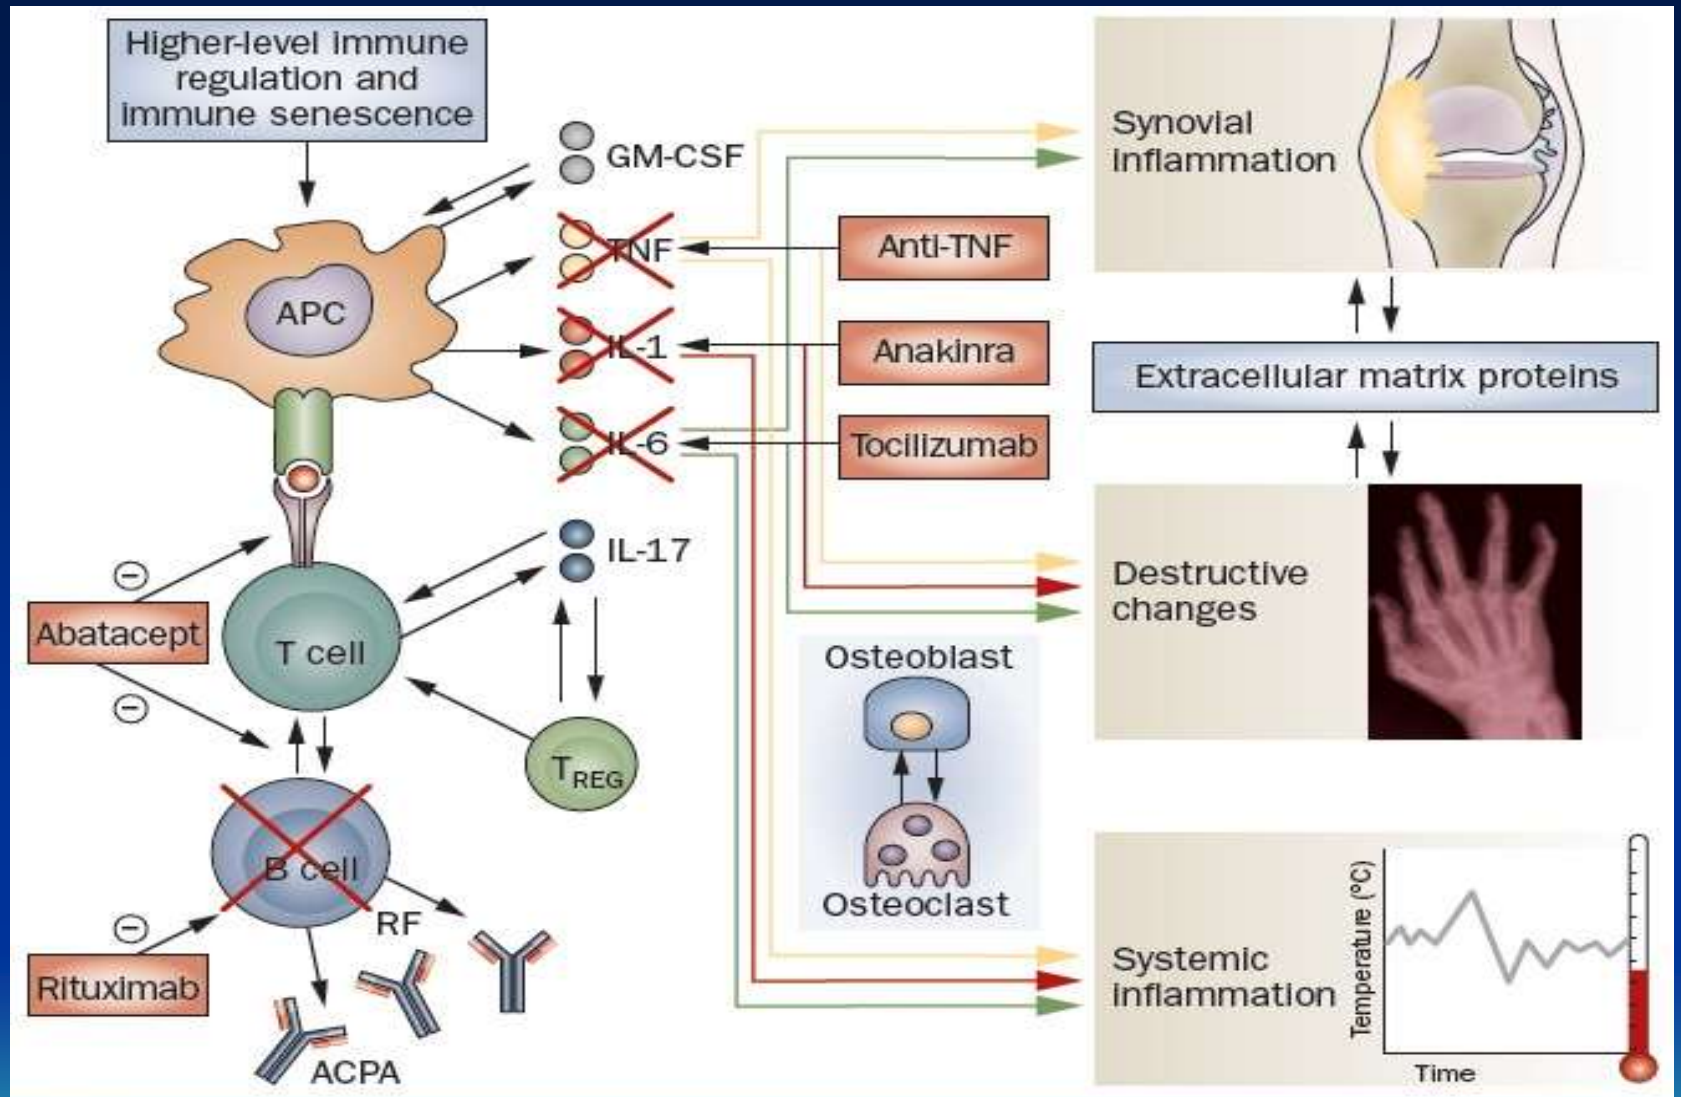 Higher-level immune
regulation and
immune senescence
GM-CSF
TNF
IL-1
IL-6
APC
Anti-TNF
Anakinra
Tocilizumab
IL-17
Abatacept
T cell
TREG
B cell
RF
Rituximab
ACPA
Osteoblast
Osteoclast
Synovial
inflammation
Extracellular matrix proteins
Destructive
changes
Systemic
inflammation
Temperature (ºC)
Time